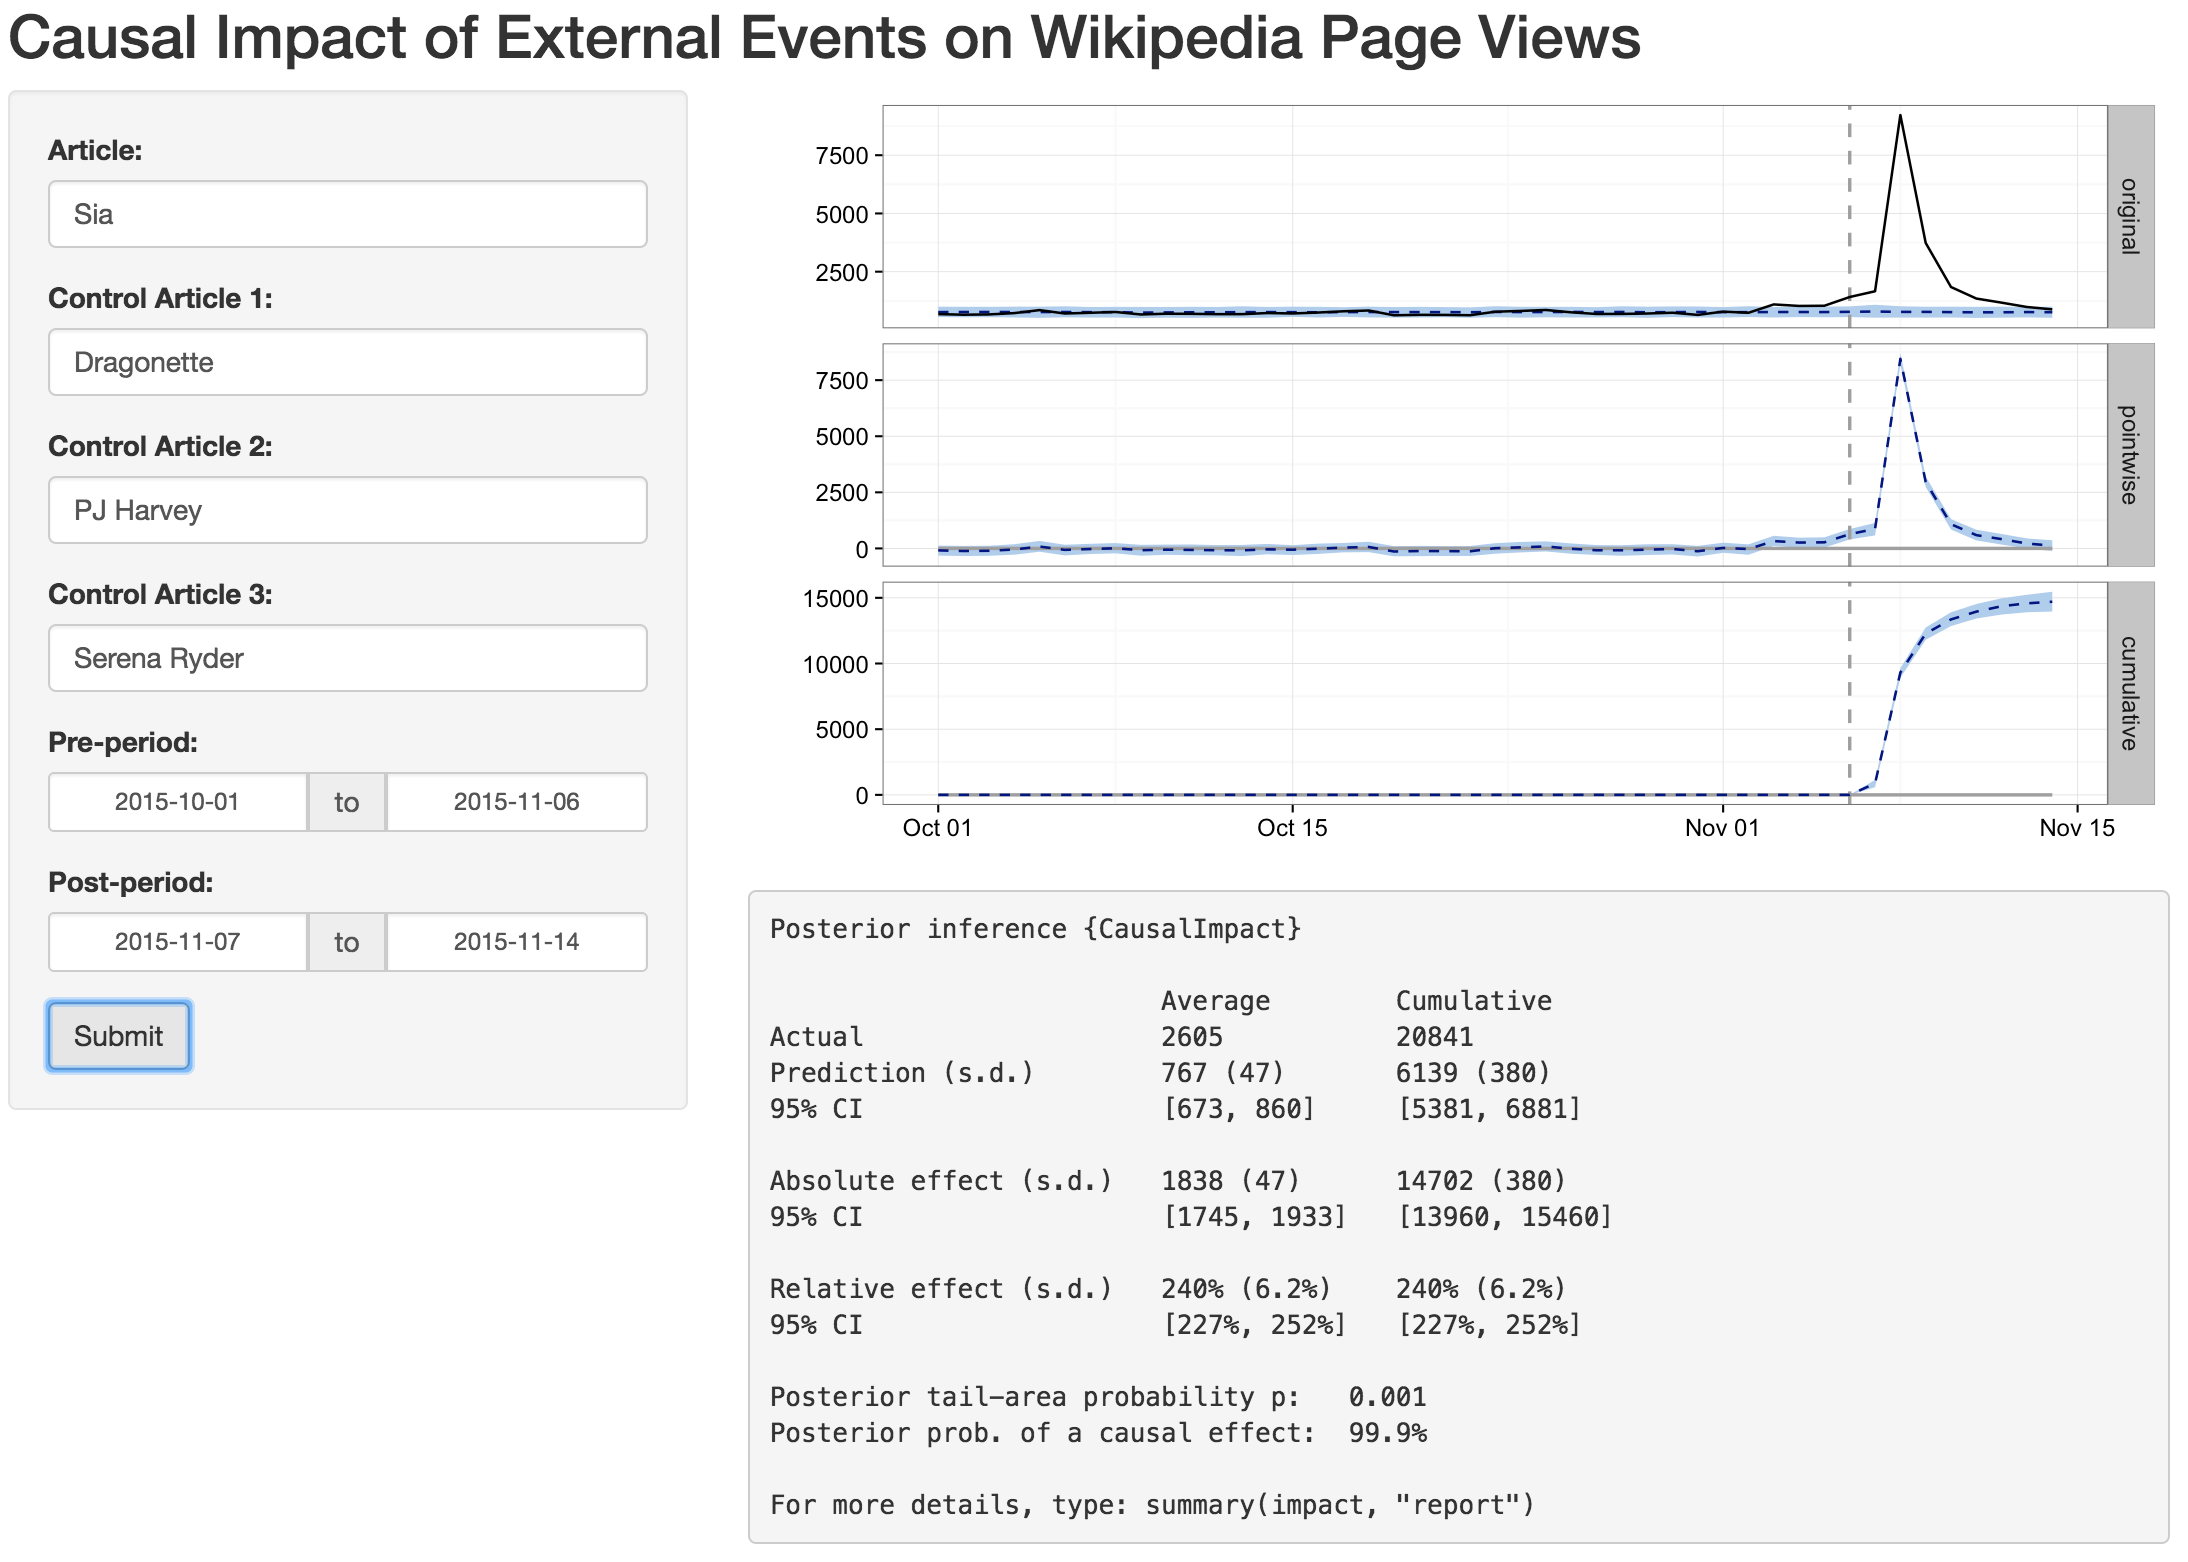 Causal Impact of External Events on Wikipedia Page Views
Article:
Sia
Control Article 1:
Dragonette
Control Article 2:
PJ Harvey
Control Article 3:
Serena Ryder
Pre-period:
2015-10-01 to 2015-11-06
Post-period:
2015-11-07 to 2015-11-14
Submit
7500
5000
2500
original
7500
5000
2500
0
pointwise
15000
10000
5000
0
cumulative
Oct 01 Oct 15 Nov 01 Nov 15
Posterior inference {CausalImpact}
Average Cumulative
Actual 2605 20841
Prediction (s.d.) 767 (47) 6139 (380)
95% CI [673, 860] [5381, 6881]
Absolute effect (s.d.) 1838 (47) 14702 (380)
95% CI [1745, 1933] [13960, 15460]
Relative effect (s.d.) 240% (6.2%) 240% (6.2%)
95% CI [227%, 252%] [227%, 252%]
Posterior tail-area probability p: 0.001
Posterior prob. of a causal effect: 99.9%
For more details, type: summary(impact, "report")